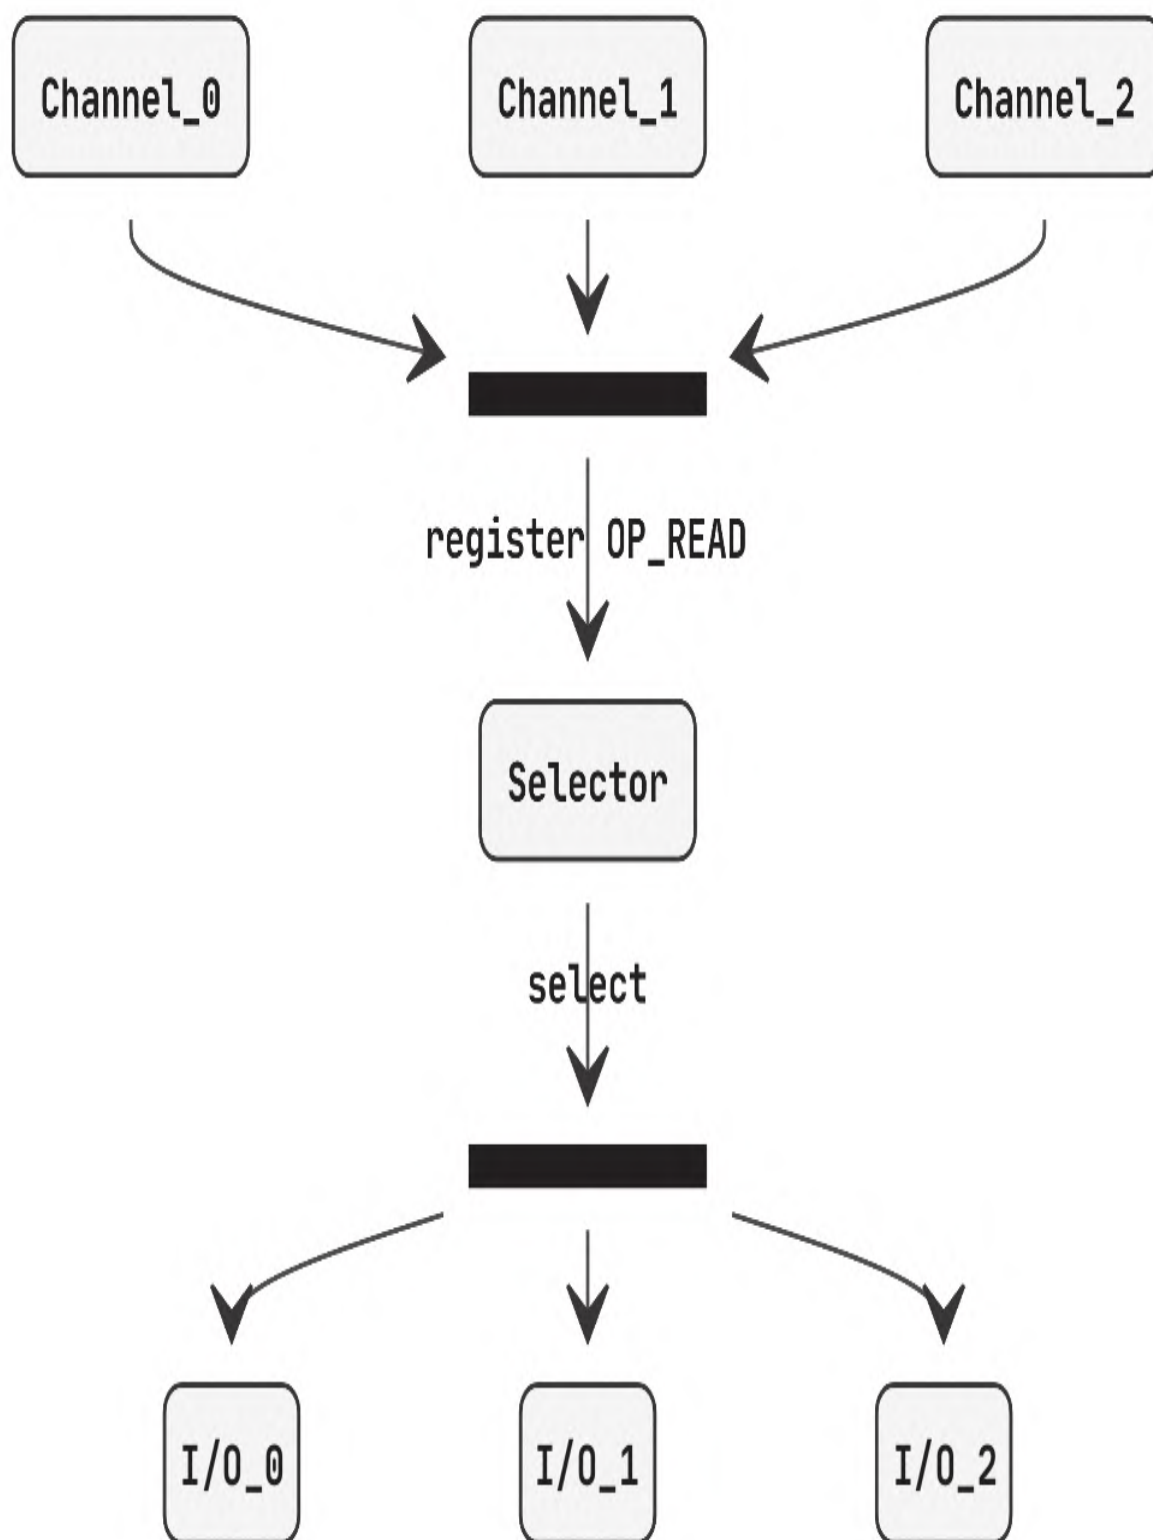 Channel_0 Channel_1 Channel_2
register OP_READ
Selector
select
I/O_0 I/O_1 I/O_2